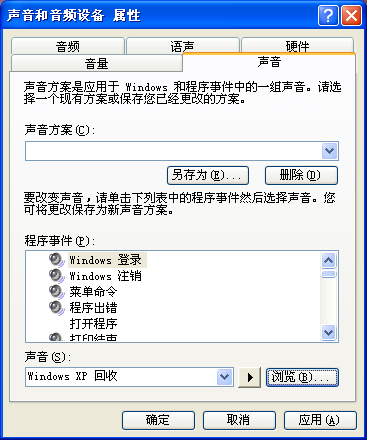 声音和音频设备 属性
音频 语声 硬件
音量 声音
声音方案是应用于 Windows 和程序事件中的一组声音。请选
择一个现有方案或保存您已经更改的方案。
声音方案(C):
另存为(E)... 删除(D)
要改变声音，请单击下列表中的程序事件然后选择声音。您
可将更改保存为新声音方案。
程序事件(P):
Windows 登录
Windows 注销
菜单命令
程序出错
打开程序
打印结束
声音(S):
Windows XP 回收 浏览(B)...
确定 取消 应用(A)